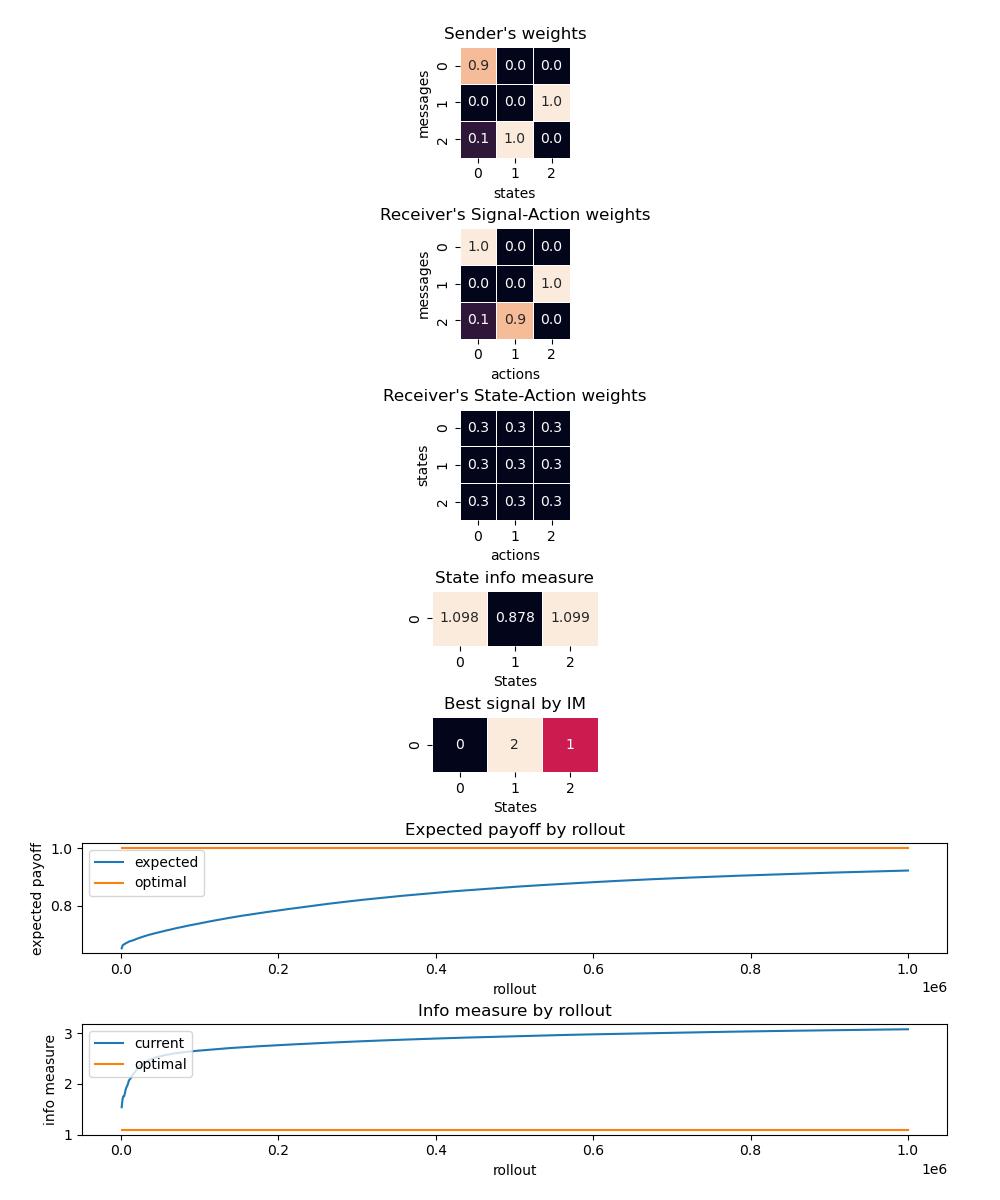 Sender's weights
messages
0 0.9 0.0 0.0
1 0.0 0.0 1.0
2 0.1 1.0 0.0
0 1 2
states
Receiver's Signal-Action weights
messages
0 1.0 0.0 0.0
1 0.0 0.0 1.0
2 0.1 0.9 0.0
0 1 2
actions
Receiver's State-Action weights
states
0 0.3 0.3 0.3
1 0.3 0.3 0.3
2 0.3 0.3 0.3
0 1 2
actions
State info measure
0 1.098 0.878 1.099
0 1 2
States
Best signal by IM
0 0 2 1
0 1 2
States
Expected payoff by rollout
expected payoff
1.0
0.8
expected
optimal
0.0 0.2 0.4 0.6 0.8 1.0
1e6
rollout
Info measure by rollout
info measure
3
2
1
current
optimal
0.0 0.2 0.4 0.6 0.8 1.0
1e6
rollout